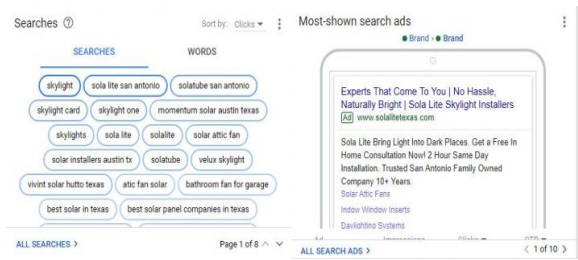 Searches
Sort by: Clicks
SEARCHES WORDS
skylight sola lite san antonio solatube san antonio
skylight card skylight one momentum solar austin texas
skylights sola lite solalite solar attic fan
solar installers austin tx solatube velux skylight
vivint solar hutto texas atic fan solar bathroom fan for garage
best solar in texas best solar panel companies in texas
ALL SEARCHES >
Page 1 of 8
Most-shown search ads
Brand › Brand
Experts That Come To You | No Hassle,
Naturally Bright | Sola Lite Skylight Installers
Ad www.solalitetexas.com
Sola Lite Bring Light Into Dark Places. Get a Free In
Home Consultation Now! 2 Hour Same Day
Installation. Trusted San Antonio Family Owned
Company 10+ Years.
Solar Attic Fans
Indow Window Inserts
Daylighting Systems
Ad Impressions Clicks CTR
ALL SEARCH ADS >
< 1 of 10 >